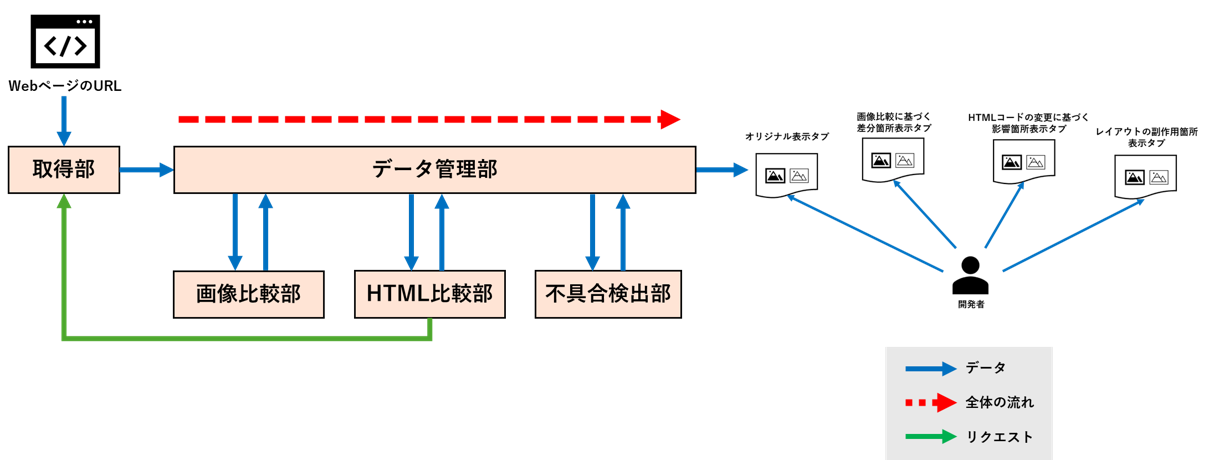 WebページのURL
取得部
データ管理部
画像比較部
HTML比較部
不具合検出部
オリジナル表示タブ
画像比較に基づく
差分箇所表示タブ
HTMLコードの変更に基づく
影響箇所表示タブ
レイアウトの副作用箇所
表示タブ
開発者
データ
全体の流れ
リクエスト